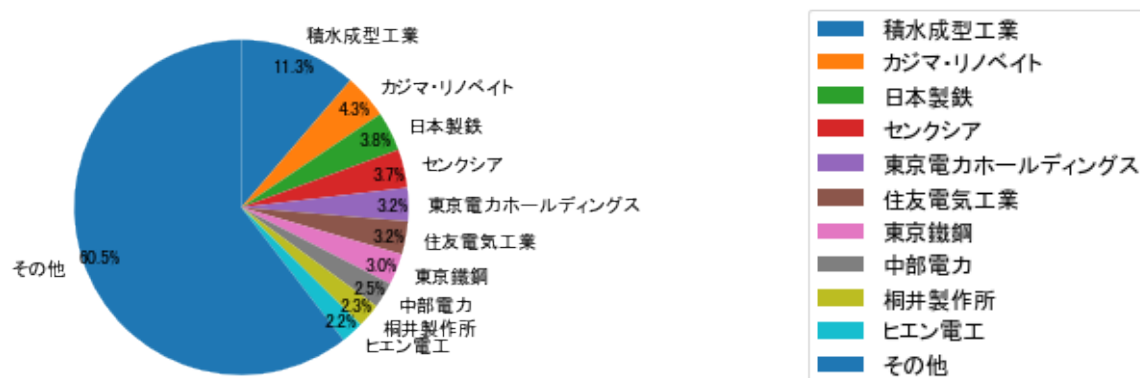 積水成型工業
11.3%
カジマ・リノベイト
4.3%
日本製鉄
3.8%
センクシア
3.7%
東京電力ホールディングス
3.2%
住友電気工業
3.2%
東京鐵鋼
3.0%
中部電力
2.5%
桐井製作所
2.3%
ヒエン電工
2.2%
その他
60.5%
積水成型工業
カジマ・リノベイト
日本製鉄
センクシア
東京電力ホールディングス
住友電気工業
東京鐵鋼
中部電力
桐井製作所
ヒエン電工
その他